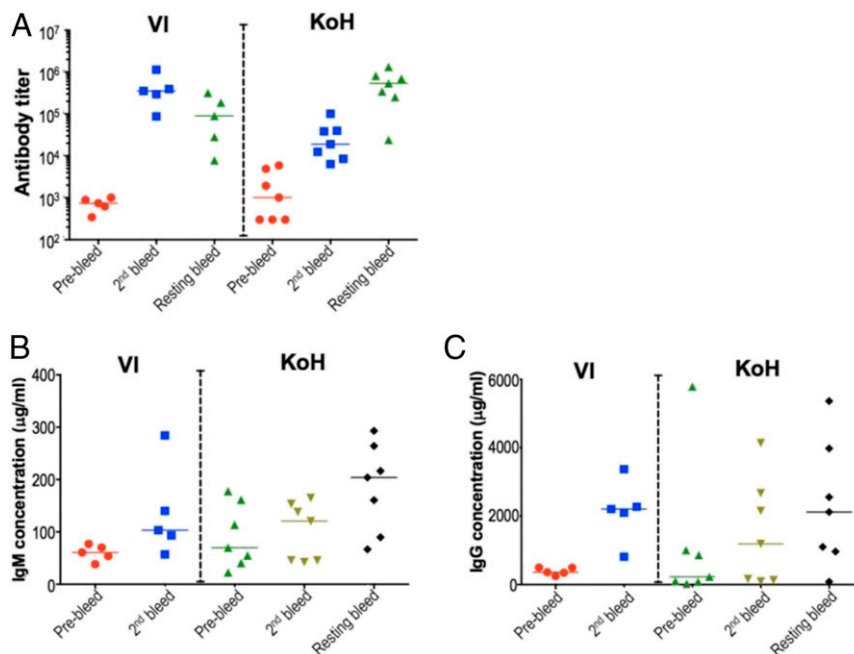 A
VI
KoH
Antibody titer
10⁷
10⁶
10⁵
10⁴
10³
10²
Pre-bleed
2ⁿᵈ bleed
Resting bleed
Pre-bleed
2ⁿᵈ bleed
Resting bleed
B
VI
KoH
IgM concentration (µg/ml)
400
300
200
100
0
Pre-bleed
2ⁿᵈ bleed
Pre-bleed
2ⁿᵈ bleed
Resting bleed
C
VI
KoH
IgG concentration (µg/ml)
6000
4000
2000
0
Pre-bleed
2ⁿᵈ bleed
Pre-bleed
2ⁿᵈ bleed
Resting bleed